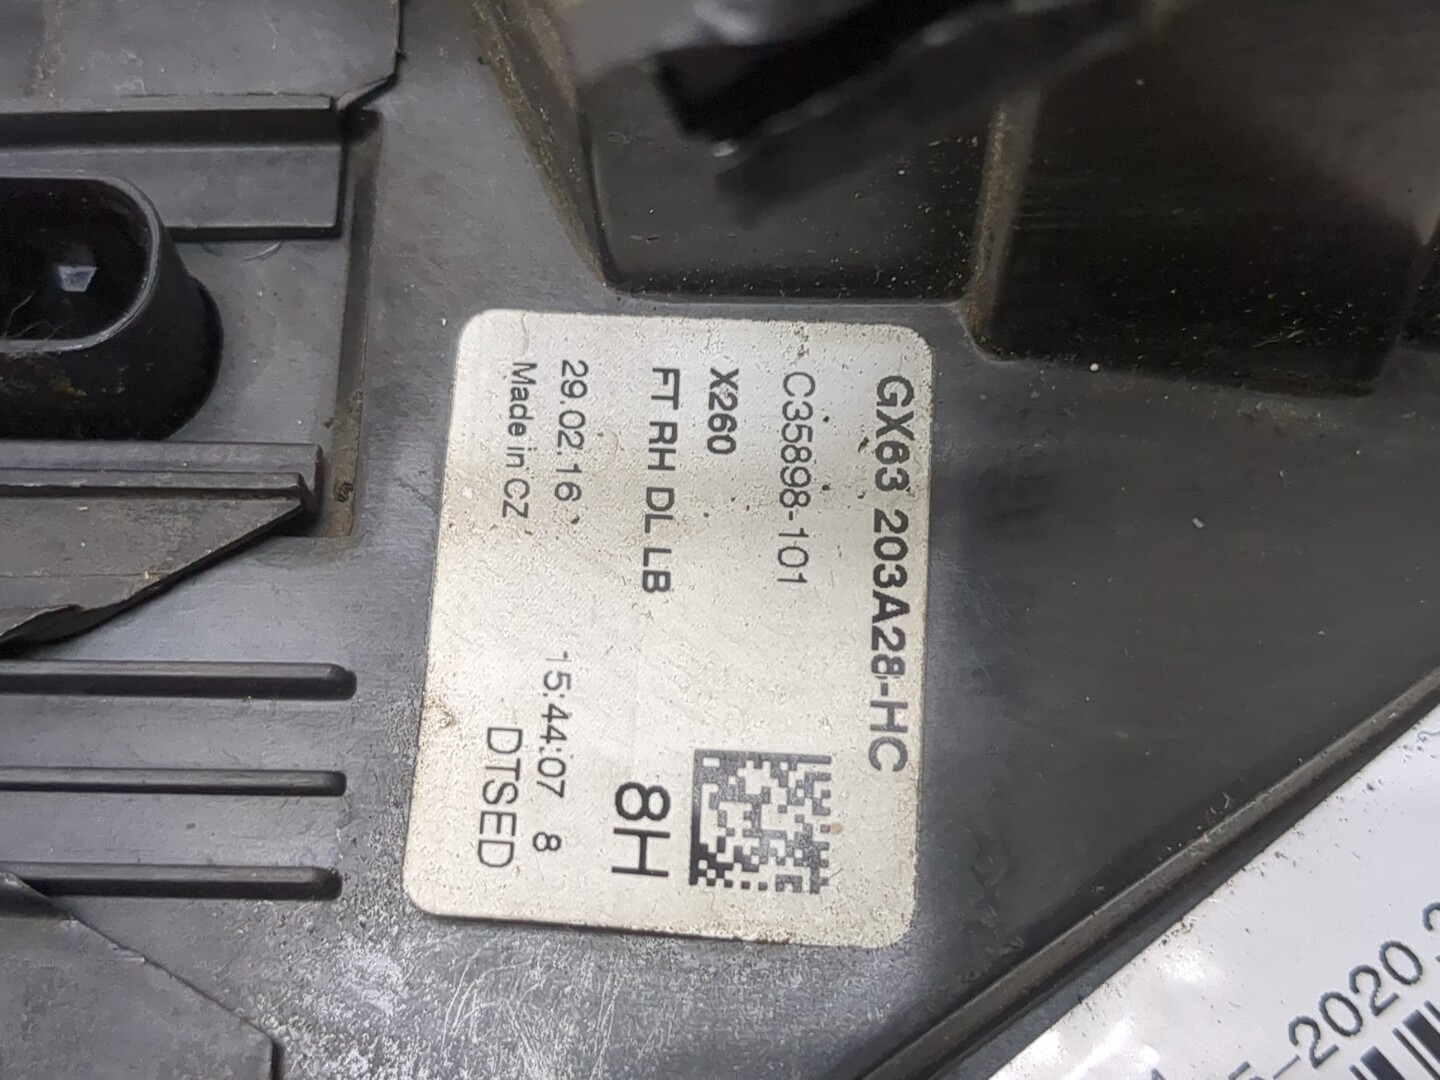 GX63 203A28-HC
C35898-101
X260
FT RH DL LB
8H
29.02.16 15:44:07 8
Made in CZ DTSED
5-2020